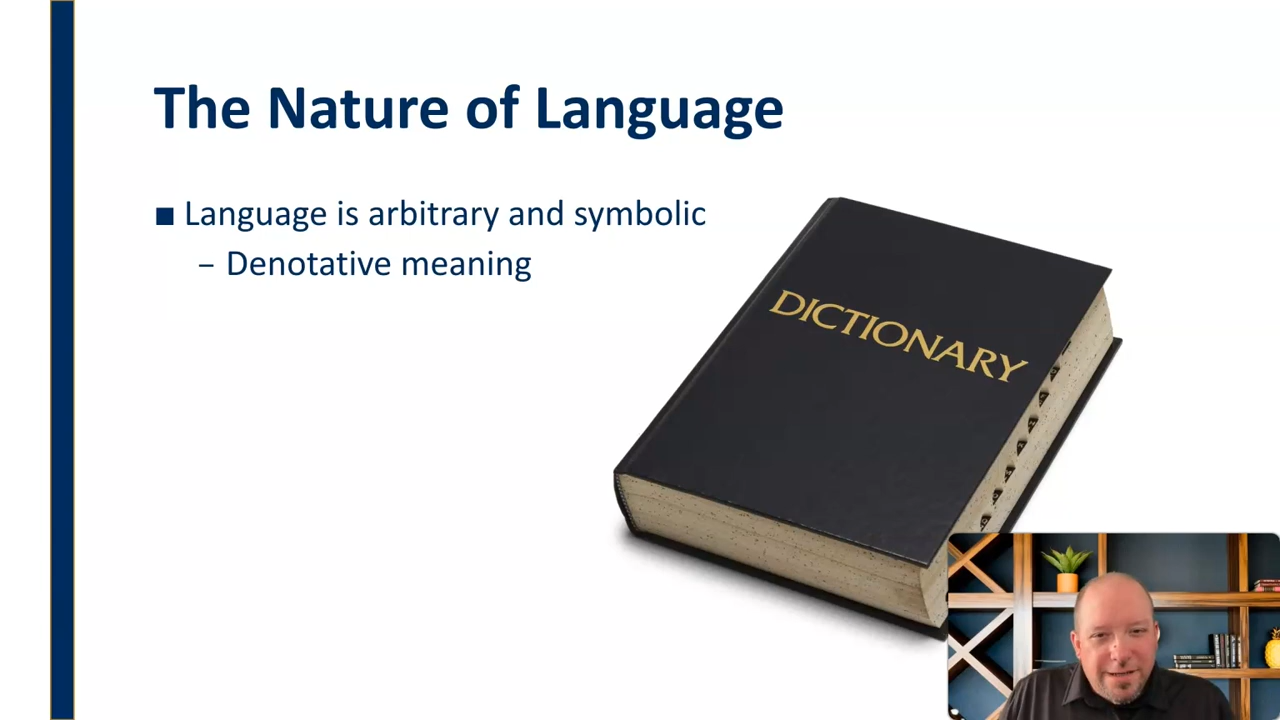 The Nature of Language
■ Language is arbitrary and symbolic
– Denotative meaning
DICTIONARY